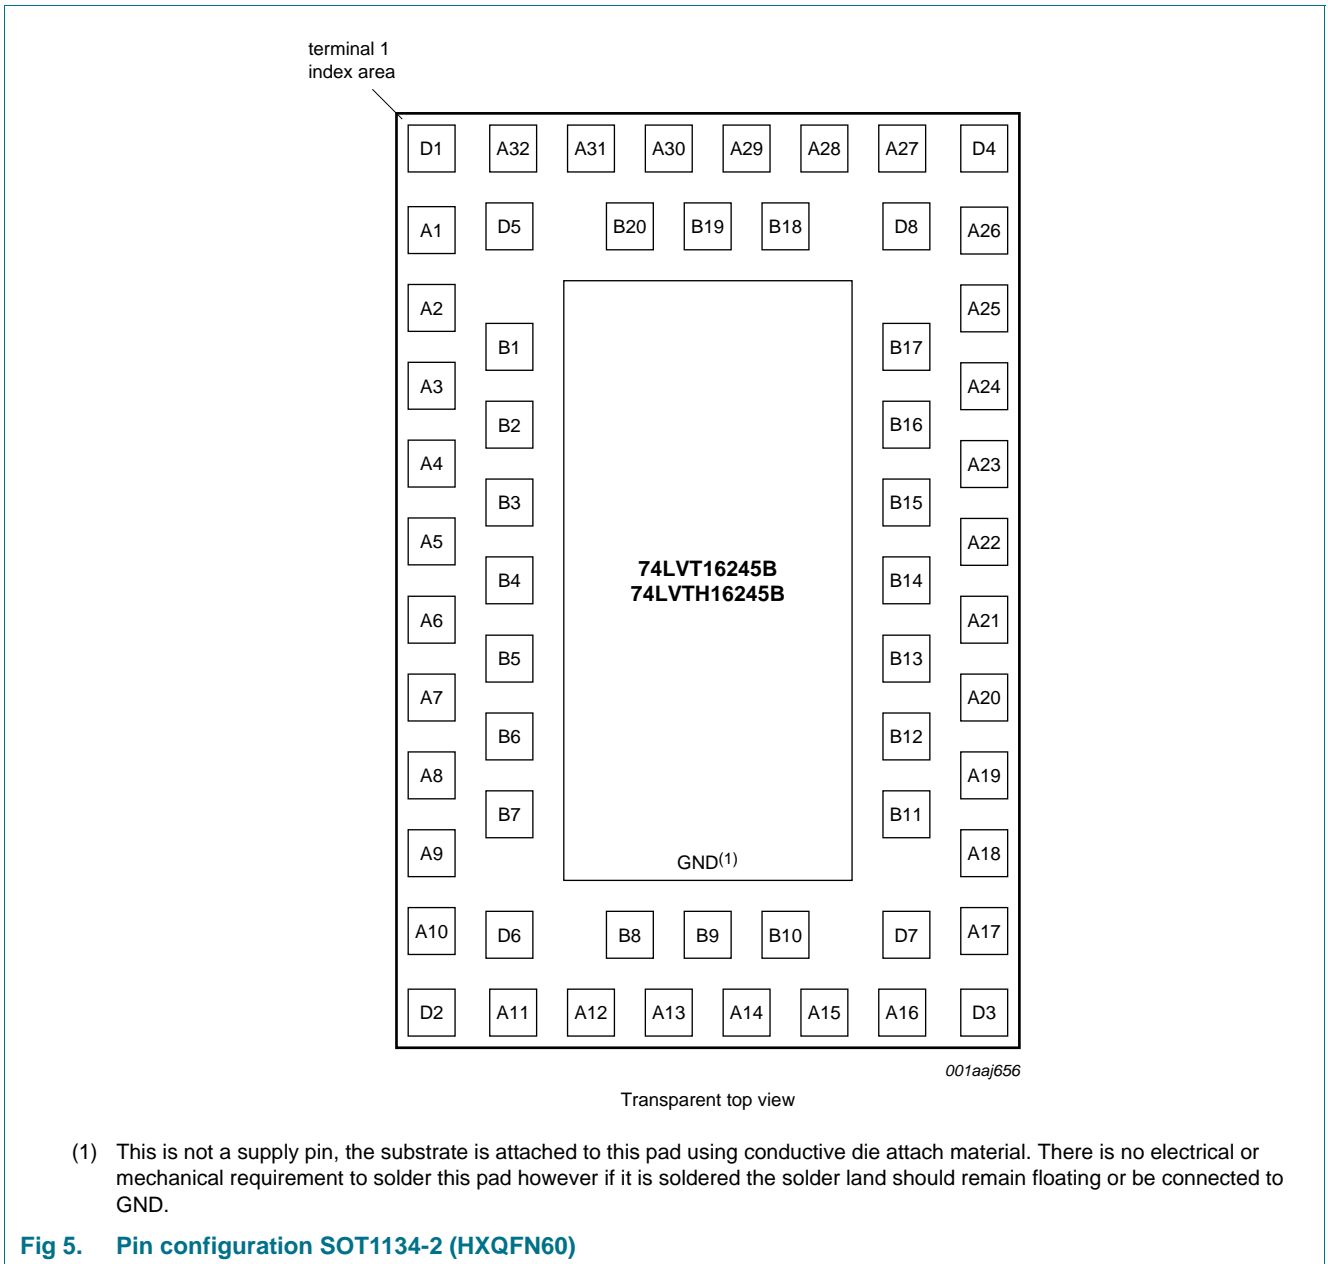 terminal 1
index area
D1 A32 A31 A30 A29 A28 A27 D4
A1 D5 B20 B19 B18 D8 A26
A2 A25
B1 B17
A3 A24
B2 B16
A4 A23
B3 B15
A5 A22
74LVT16245B
B4 B14
74LVTH16245B
A6 A21
B5 B13
A7 A20
B6 B12
A8 A19
B7 B11
A9 A18
GND(1)
A10 D6 B8 B9 B10 D7 A17
D2 A11 A12 A13 A14 A15 A16 D3
001aaj656
Transparent top view
(1) This is not a supply pin, the substrate is attached to this pad using conductive die attach material. There is no electrical or
mechanical requirement to solder this pad however if it is soldered the solder land should remain floating or be connected to
GND.
Fig 5. Pin configuration SOT1134-2 (HXQFN60)